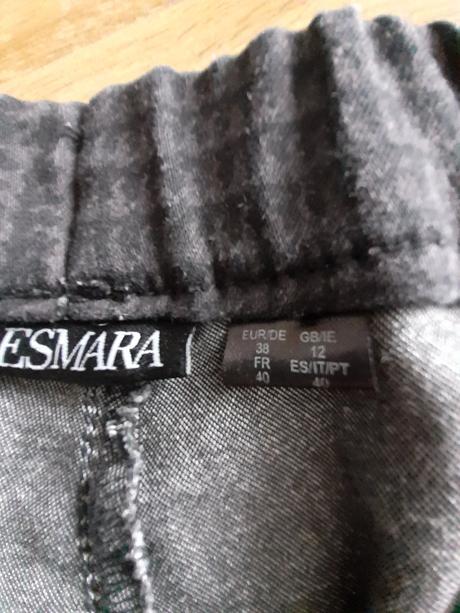 ESMARA
EUR/DE GB/IE
38 12
FR ES/IT/PT
40 40